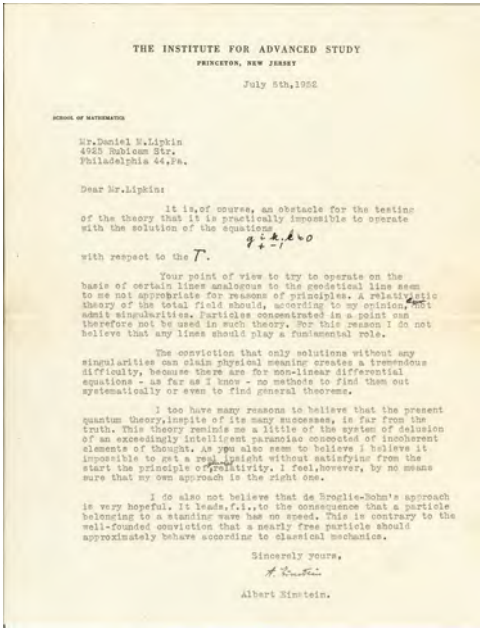 THE INSTITUTE FOR ADVANCED STUDY
PRINCETON, NEW JERSEY
July 5th,1952
SCHOOL OF MATHEMATICS
Mr.Daniel M.Lipkin
4925 Rubicam Str.
Philadelphia 44,Pa.
Dear Mr.Lipkin:
It is,of course, an obstacle for the testing
of the theory that it is practically impossible to operate
with the solution of the equations
with respect to the Γ.
Your point of view to try to operate on the
basis of certain lines analogous to the geodetical line seem
to me not appropriate for reasons of principles. A relativistic
theory of the total field should, according to my opinion, not
admit singularities. Particles concentrated in a point can
therefore not be used in such theory. For this reason I do not
believe that any lines should play a fundamental role.
The conviction that only solutions without any
singularities can claim physical meaning creates a tremendous
difficulty, because there are for non-linear differential
equations - as far as I know - no methods to find them out
systematically or even to find general theorems.
I too have many reasons to believe that the present
quantum theory,inspite of its many successes, is far from the
truth. This theory reminds me a little of the system of delusion
of an exceedingly intelligent paranoiac concocted of incoherent
elements of thought. As you also seem to believe I believe it
impossible to get a real insight without satisfying from the
start the principle of relativity. I feel,however, by no means
sure that my own approach is the right one.
I do also not believe that de Broglie-Bohm's approach
is very hopeful. It leads,f.i.,to the consequence that a particle
belonging to a standing wave has no speed. This is contrary to the
well-founded conviction that a nearly free particle should
approximately behave according to classical mechanics.
Sincerely yours,
A. Einstein
Albert Einstein.